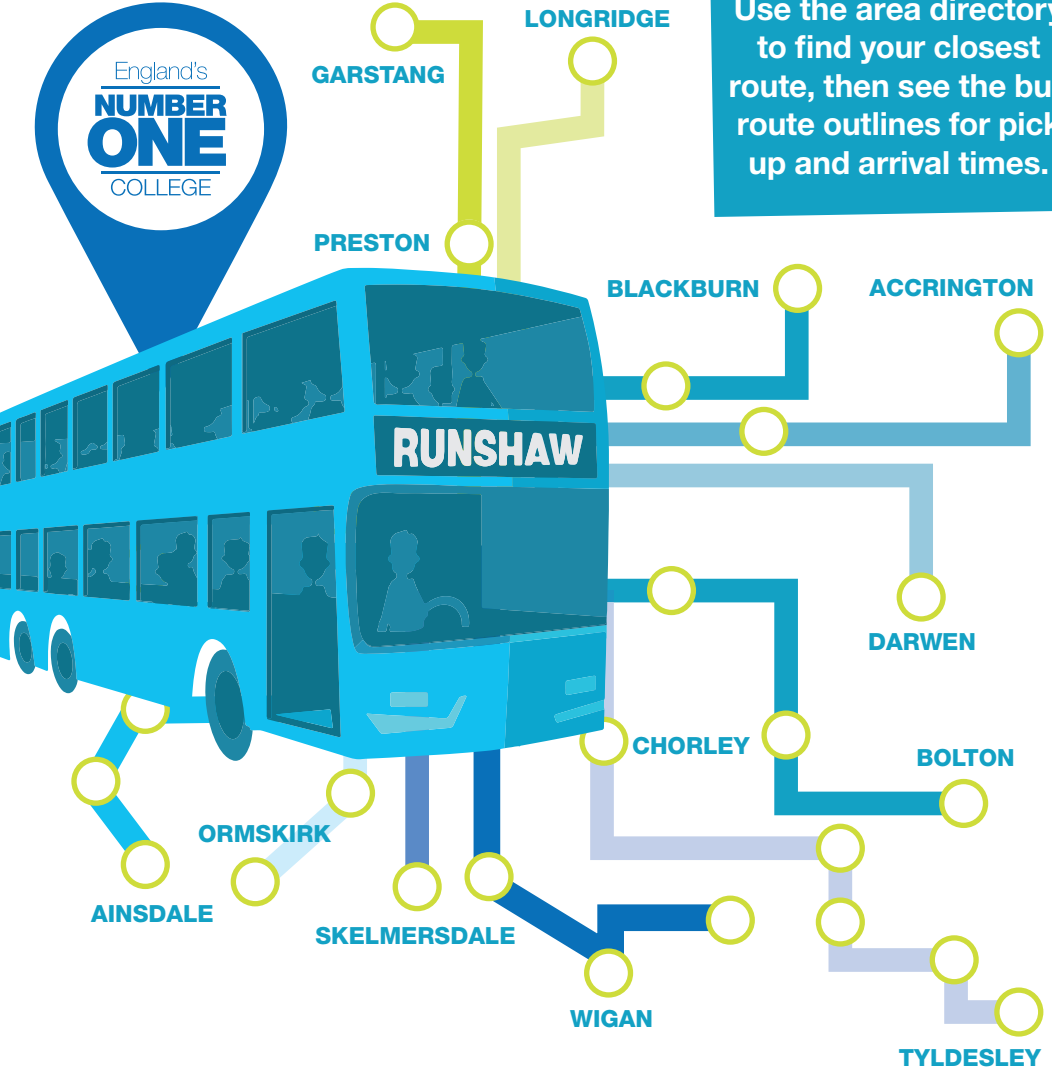 England's
NUMBER
ONE
COLLEGE
LONGRIDGE
GARSTANG
Use the area directory
to find your closest
route, then see the bu
route outlines for pick
up and arrival times.
PRESTON
BLACKBURN
ACCRINGTON
RUNSHAW
DARWEN
CHORLEY
BOLTON
ORMSKIRK
AINSDALE
SKELMERSDALE
WIGAN
TYLDESLEY